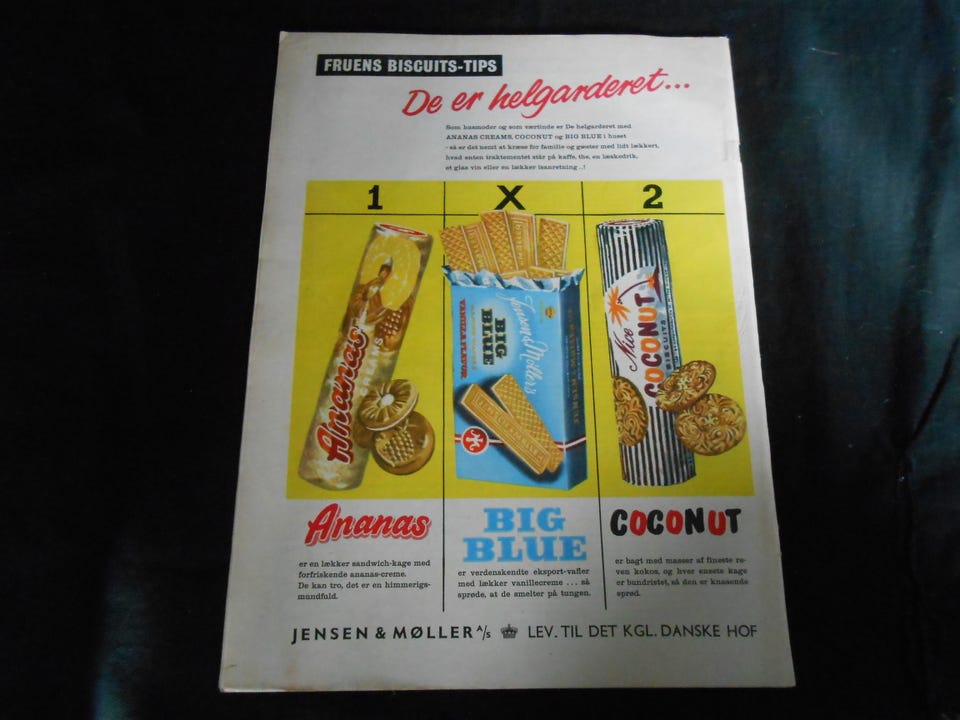 FRUENS BISCUITS-TIPS
De er helgarderet...
Som husmoder og som værtinde er De helgarderet med
ANANAS CREAMS, COCONUT og BIG BLUE i huset
- så er det nemt at kræse for familie og gæster med lidt lækkert,
hvad enten traktementet står på kaffe, the, en læskedrik,
et glas vin eller en lækker isanretning ..!
1 X 2
Ananas
CREAMS
Jensen & Møllers
BIG
BLUE
VANILLA FLAVOUR
JM
Nice
COCONUT
BISCUITS
Ananas
er en lækker sandwich-kage med
forfriskende ananas-creme.
De kan tro, det er en himmerigs-
mundfuld.
BIG
BLUE
er verdenskendte eksport-vafler
med lækker vanillecreme ... så
sprøde, at de smelter på tungen.
COCONUT
er bagt med masser af fineste re-
ven kokos, og hver eneste kage
er bundristet, så den er knasende
sprød.
JENSEN & MØLLER A/S LEV. TIL DET KGL. DANSKE HOF